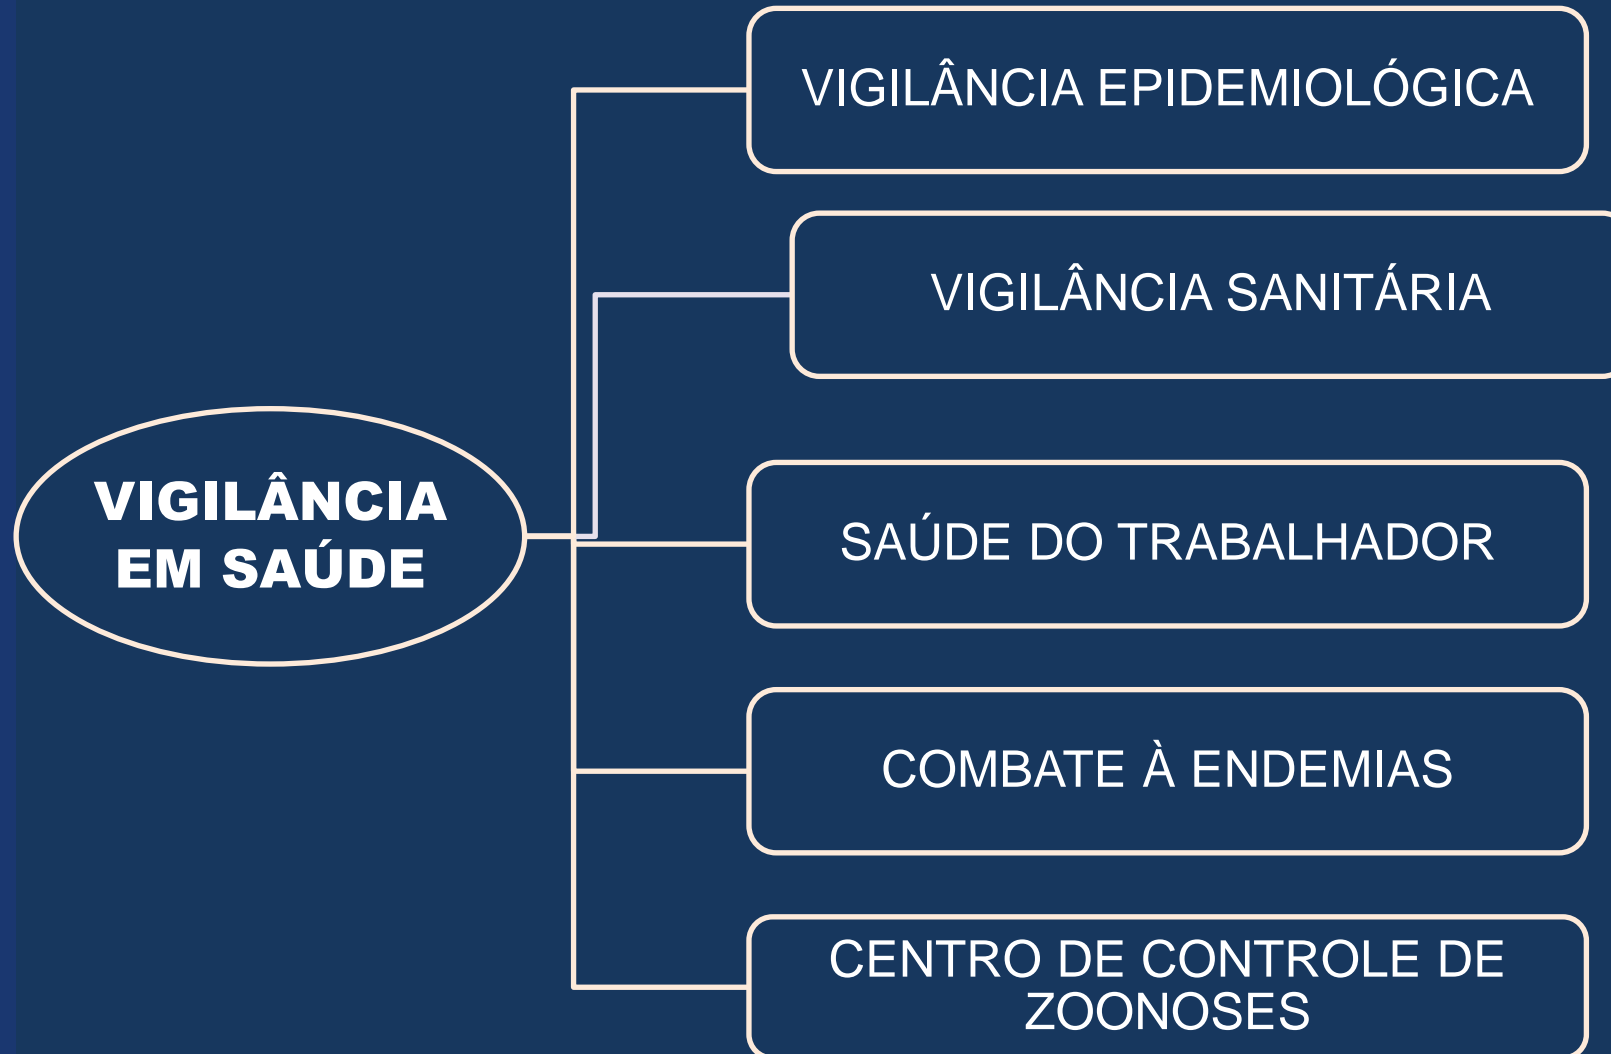 VIGILÂNCIA EPIDEMIOLÓGICA
VIGILÂNCIA SANITÁRIA
VIGILÂNCIA
EM SAÚDE
SAÚDE DO TRABALHADOR
COMBATE À ENDEMIAS
CENTRO DE CONTROLE DE
ZOONOSES